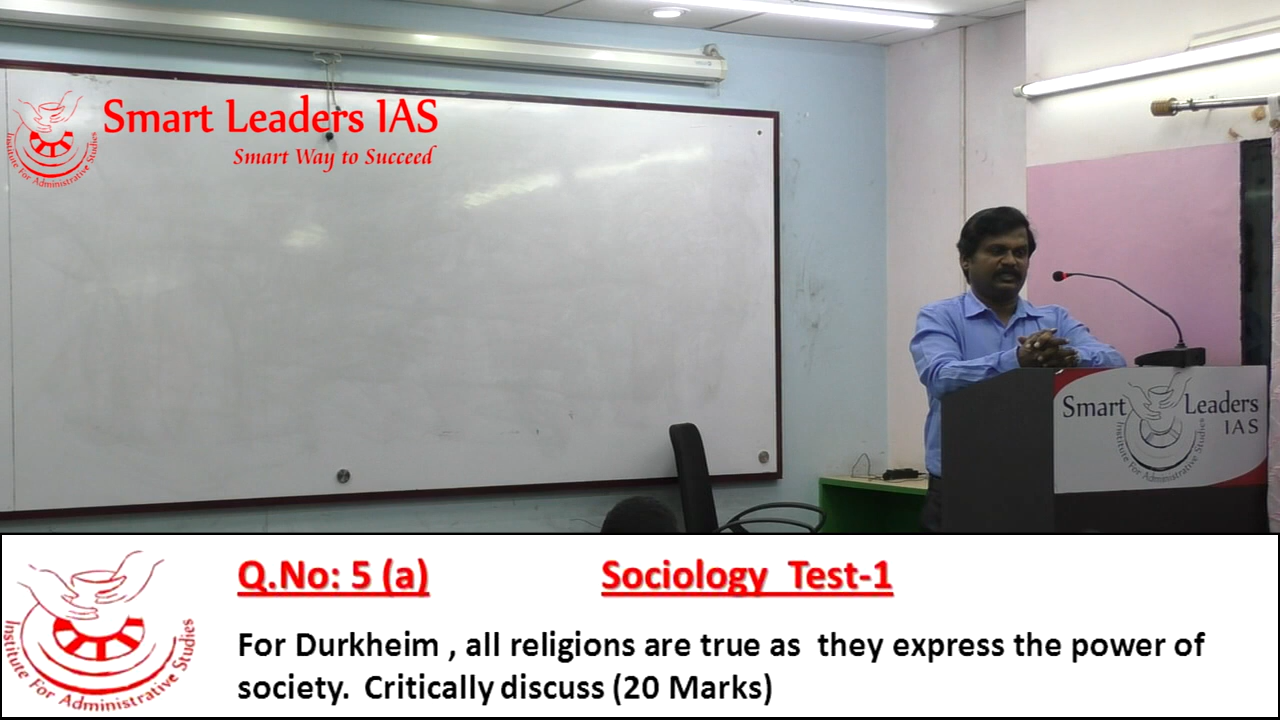 Smart Leaders IAS
Smart Way to Succeed
Institute For Administrative Studies
Smart Leaders
IAS
Institute For Administrative Studies
Q.No: 5 (a) Sociology Test-1
For Durkheim , all religions are true as they express the power of
society. Critically discuss (20 Marks)
Institute For Administrative Studies